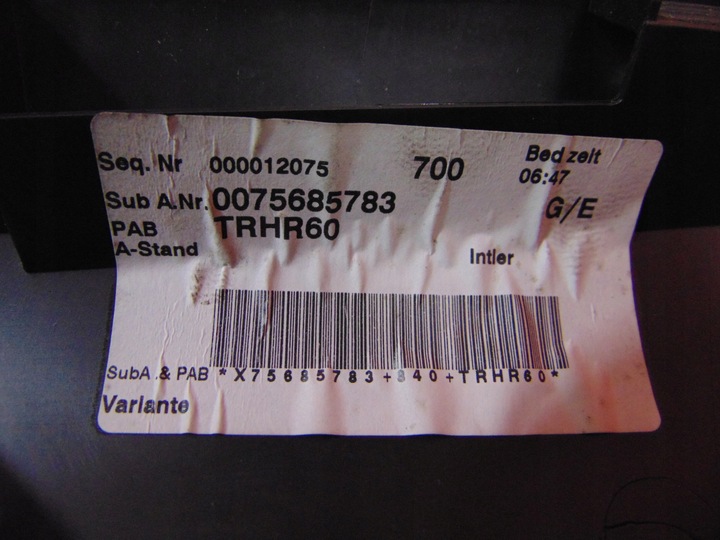 Seq. Nr 000012075 700 Bed zeit
06:47
Sub A.Nr. 0075685783 G/E
PAB TRHR60
A-Stand Intler
SubA & PAB *X75685783+840+TRHR60*
Variante